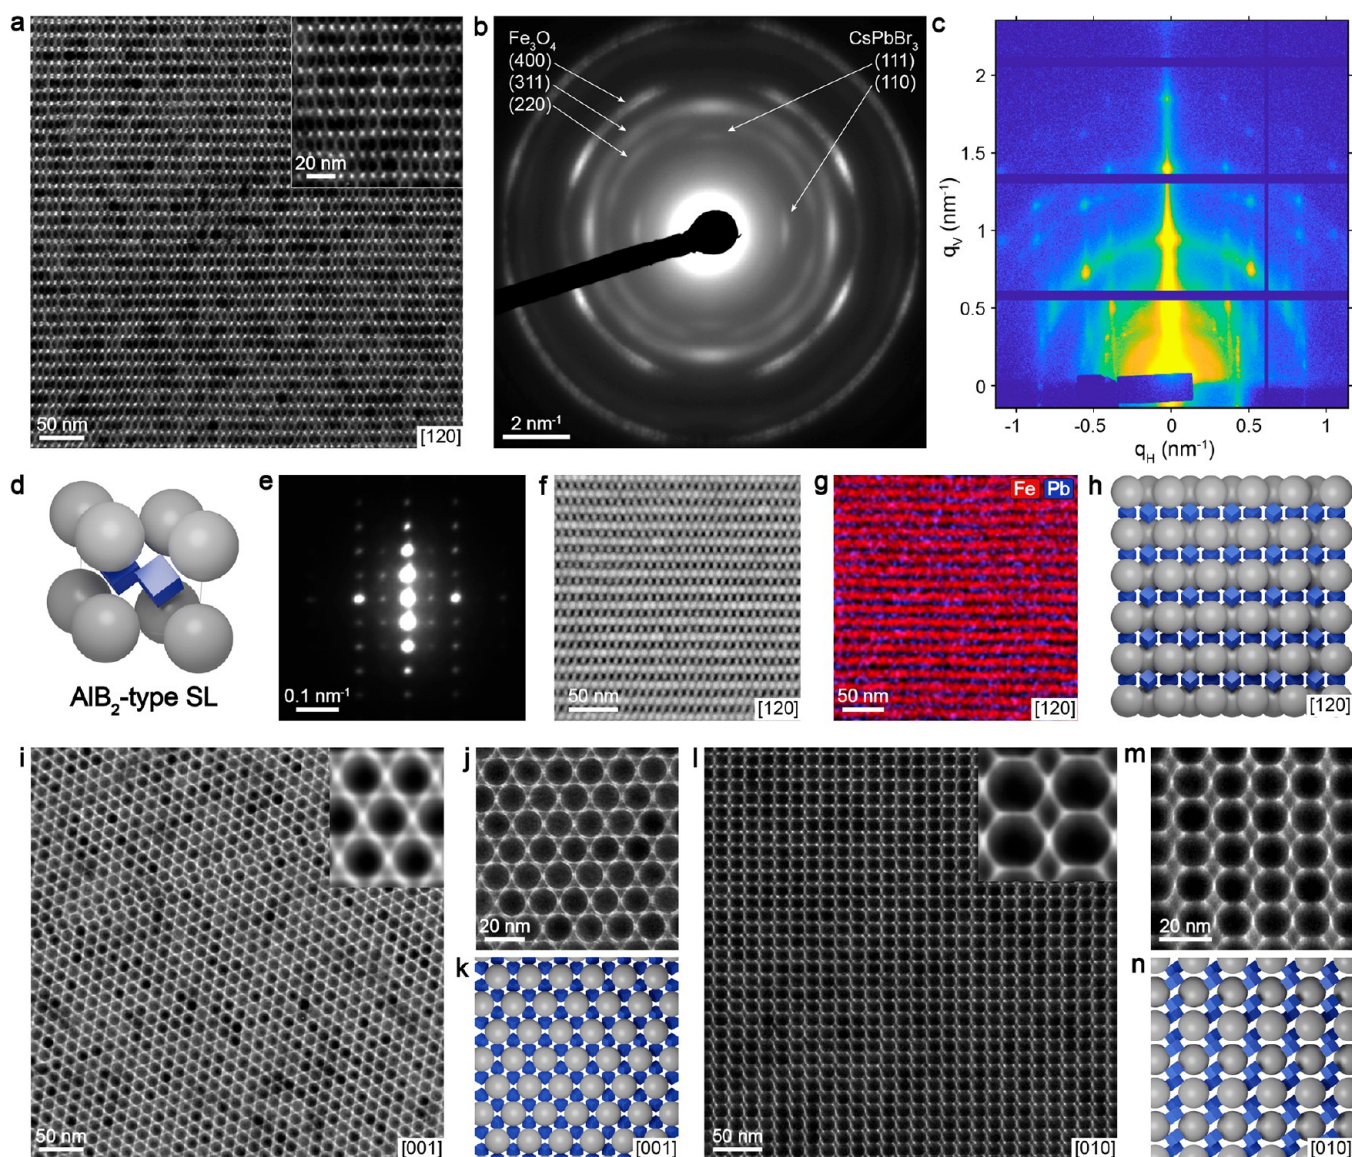 a
20 nm
50 nm
[120]
b
Fe₃O₄
(400)
(311)
(220)
CsPbBr₃
(111)
(110)
2 nm⁻¹
c
2
1.5
1
0.5
0
qᵥ (nm⁻¹)
-1
-0.5
0
0.5
1
q_H (nm⁻¹)
d
AlB₂-type SL
e
0.1 nm⁻¹
f
50 nm
[120]
g
Fe Pb
50 nm
[120]
h
[120]
i
50 nm
[001]
j
20 nm
k
[001]
l
50 nm
[010]
m
20 nm
n
[010]